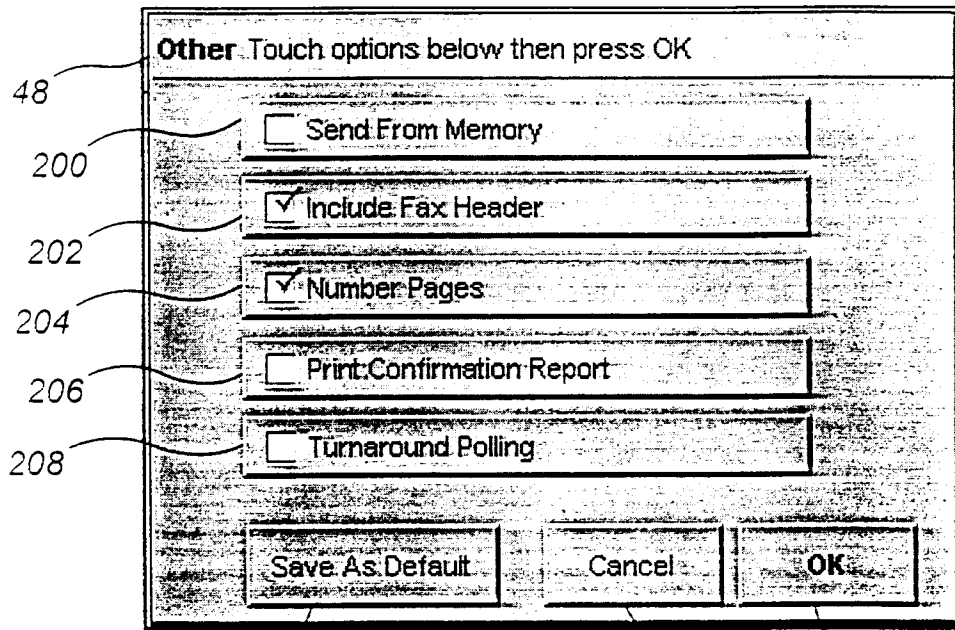 Other Touch options below then press OK
48
Send From Memory
200
Include Fax Header
202
Number Pages
204
Print Confirmation Report
206
Turnaround Polling
208
Save As Default Cancel OK